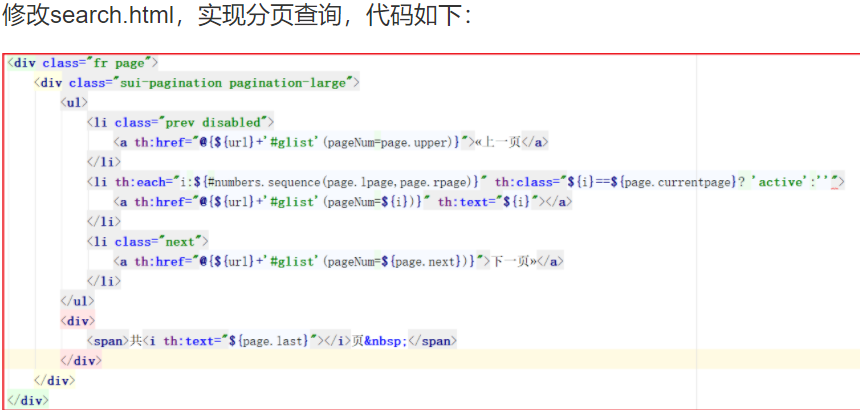 修改search.html，实现分页查询，代码如下：
<div class="fr page">
<div class="sui-pagination pagination-large">
<ul>
<li class="prev disabled">
<a th:href="@{${url}+'#glist'(pageNum=page.upper)}">«上一页</a>
</li>
<li th:each="i:${#numbers.sequence(page.lpage,page.rpage)}" th:class="${i}==${page.currentpage}? 'active':''">
<a th:href="@{${url}+'#glist'(pageNum=${i})}" th:text="${i}"></a>
</li>
<li class="next">
<a th:href="@{${url}+'#glist'(pageNum=${page.next})}">下一页»</a>
</li>
</ul>
<div>
<span>共<i th:text="${page.last}"></i>页&nbsp;</span>
</div>
</div>
</div>